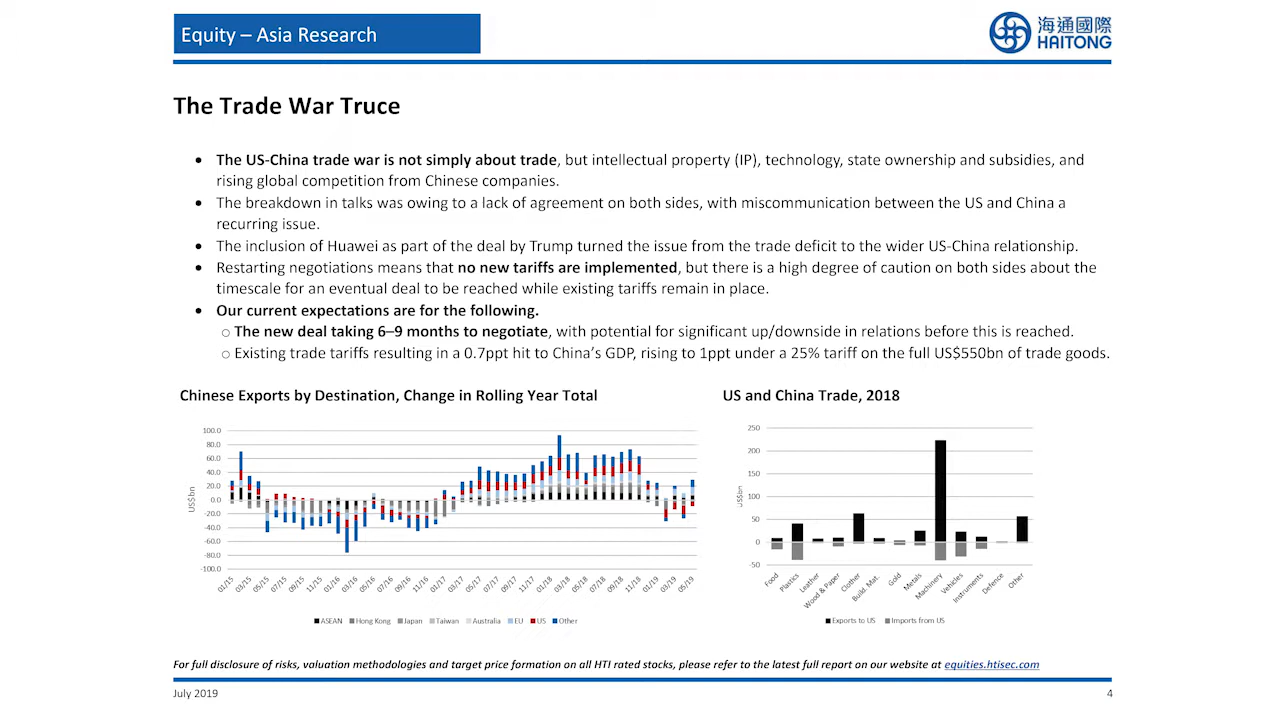 Equity – Asia Research
海通國際
HAITONG
The Trade War Truce
• The US-China trade war is not simply about trade, but intellectual property (IP), technology, state ownership and subsidies, and
rising global competition from Chinese companies.
• The breakdown in talks was owing to a lack of agreement on both sides, with miscommunication between the US and China a
recurring issue.
• The inclusion of Huawei as part of the deal by Trump turned the issue from the trade deficit to the wider US-China relationship.
• Restarting negotiations means that no new tariffs are implemented, but there is a high degree of caution on both sides about the
timescale for an eventual deal to be reached while existing tariffs remain in place.
• Our current expectations are for the following.
o The new deal taking 6–9 months to negotiate, with potential for significant up/downside in relations before this is reached.
o Existing trade tariffs resulting in a 0.7ppt hit to China's GDP, rising to 1ppt under a 25% tariff on the full US$550bn of trade goods.
Chinese Exports by Destination, Change in Rolling Year Total
US$bn
100.0
80.0
60.0
40.0
20.0
0.0
-20.0
-40.0
-60.0
-80.0
-100.0
01/15 03/15 05/15 07/15 09/15 11/15 01/16 03/16 05/16 07/16 09/16 11/16 01/17 03/17 05/17 07/17 09/17 11/17 01/18 03/18 05/18 07/18 09/18 11/18 01/19 03/19 05/19
ASEAN Hong Kong Japan Taiwan Australia EU US Other
US and China Trade, 2018
US$bn
250
200
150
100
50
0
-50
Food Plastics Leather Wood & Paper Clother Build. Mat. Gold Metals Machinery Vehicles Instruments Defence Other
Exports to US Imports from US
For full disclosure of risks, valuation methodologies and target price formation on all HTI rated stocks, please refer to the latest full report on our website at equities.htisec.com
July 2019
4